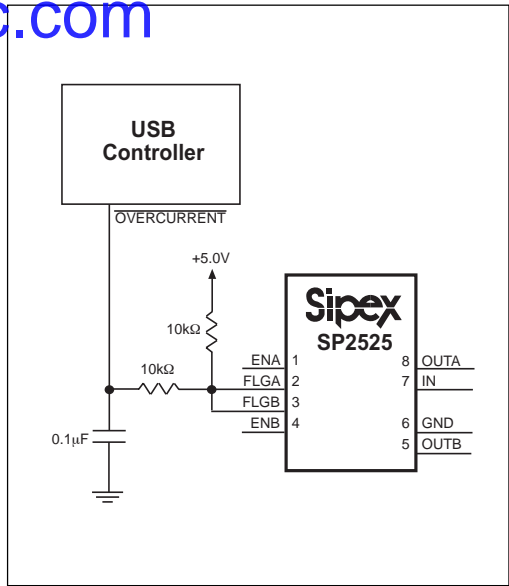 c.com
USB
Controller
OVERCURRENT
+5.0V
10kΩ
10kΩ
0.1μF
Sipex
SP2525
ENA 1
FLGA 2
FLGB 3
ENB 4
8 OUTA
7 IN
6 GND
5 OUTB